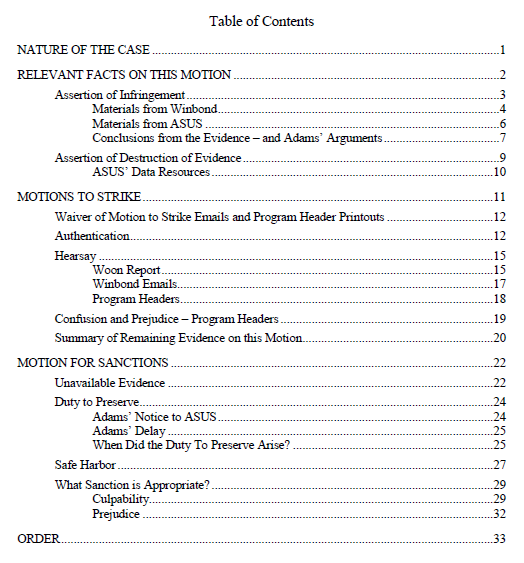 Table of Contents
NATURE OF THE CASE ........ 1
RELEVANT FACTS ON THIS MOTION ........ 2
Assertion of Infringement ........ 3
Materials from Winbond ........ 4
Materials from ASUS ........ 6
Conclusions from the Evidence – and Adams' Arguments ........ 7
Assertion of Destruction of Evidence ........ 9
ASUS' Data Resources ........ 10
MOTIONS TO STRIKE ........ 11
Waiver of Motion to Strike Emails and Program Header Printouts ........ 12
Authentication ........ 12
Hearsay ........ 15
Woon Report ........ 15
Winbond Emails ........ 17
Program Headers ........ 18
Confusion and Prejudice – Program Headers ........ 19
Summary of Remaining Evidence on this Motion ........ 20
MOTION FOR SANCTIONS ........ 22
Unavailable Evidence ........ 22
Duty to Preserve ........ 24
Adams' Notice to ASUS ........ 24
Adams' Delay ........ 25
When Did the Duty To Preserve Arise? ........ 25
Safe Harbor ........ 27
What Sanction is Appropriate? ........ 29
Culpability ........ 29
Prejudice ........ 32
ORDER ........ 33